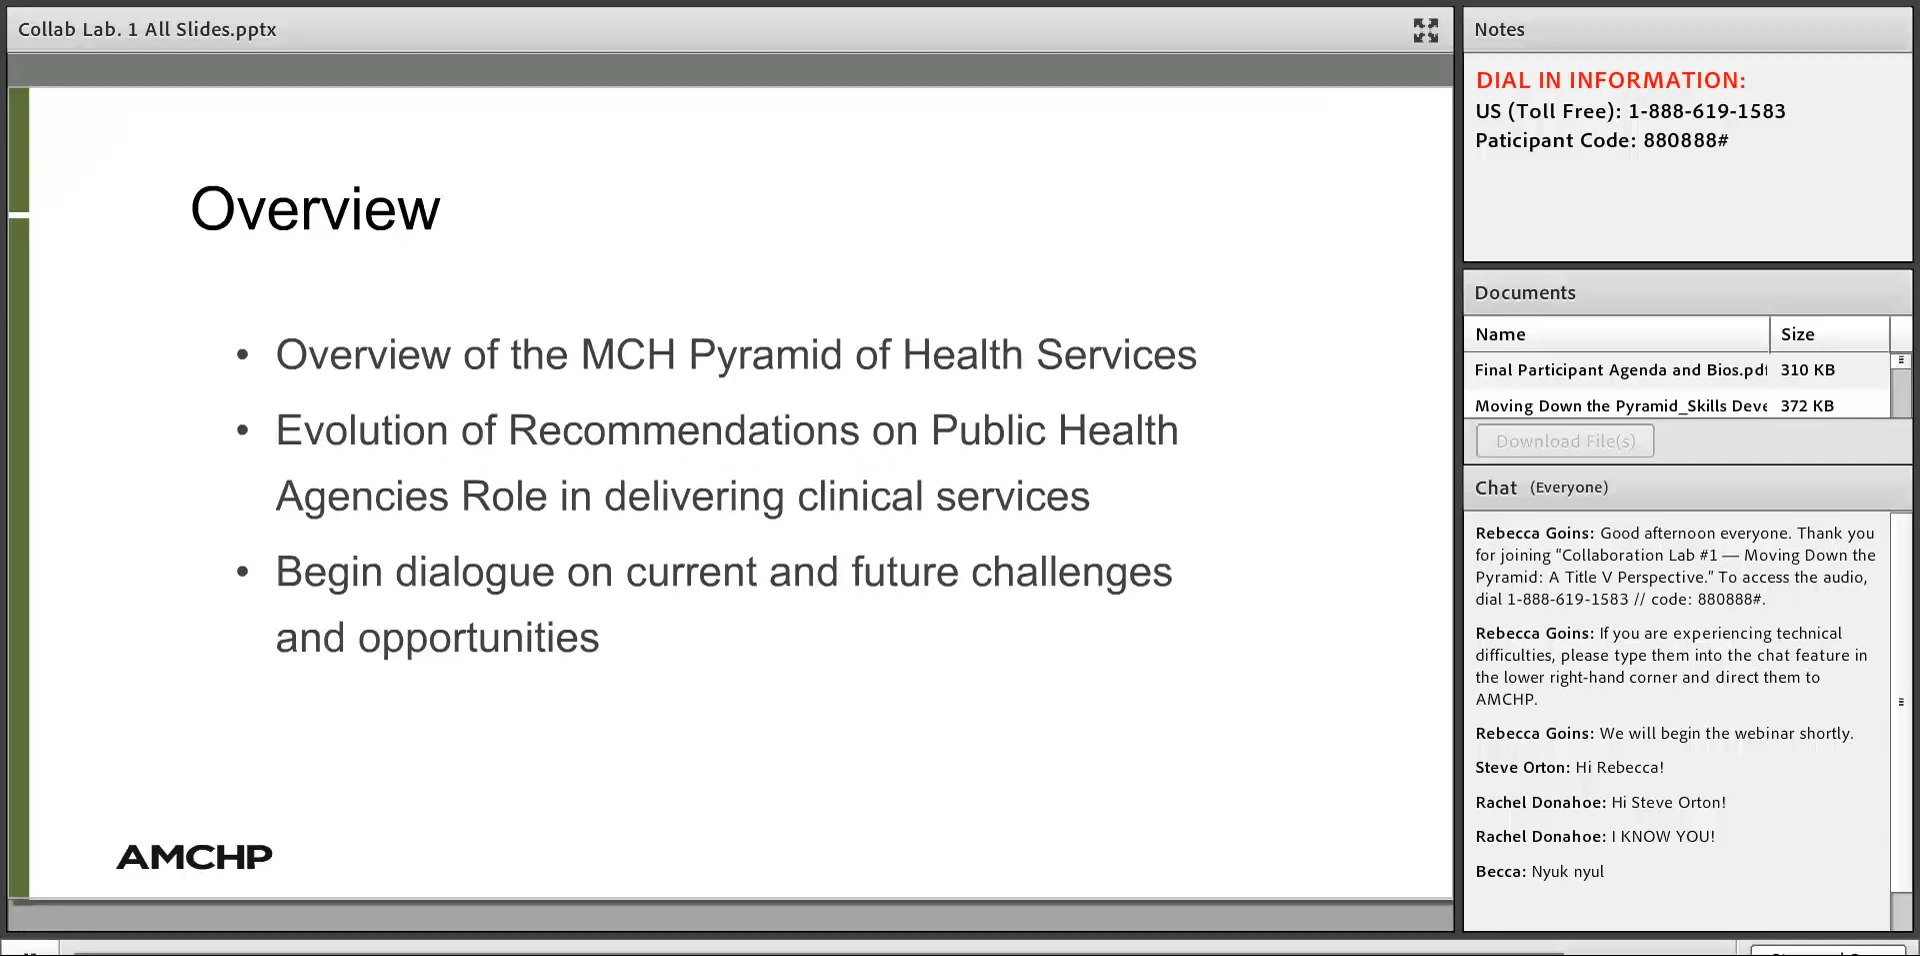 Collab Lab. 1 All Slides.pptx
Overview
• Overview of the MCH Pyramid of Health Services
• Evolution of Recommendations on Public Health
Agencies Role in delivering clinical services
• Begin dialogue on current and future challenges
and opportunities
AMCHP
Notes
DIAL IN INFORMATION:
US (Toll Free): 1-888-619-1583
Paticipant Code: 880888#
Documents
Name Size
Final Participant Agenda and Bios.pdf 310 KB
Moving Down the Pyramid_Skills Deve 372 KB
Download File(s)
Chat (Everyone)
Rebecca Goins: Good afternoon everyone. Thank you
for joining "Collaboration Lab #1 — Moving Down the
Pyramid: A Title V Perspective." To access the audio,
dial 1-888-619-1583 // code: 880888#.
Rebecca Goins: If you are experiencing technical
difficulties, please type them into the chat feature in
the lower right-hand corner and direct them to
AMCHP.
Rebecca Goins: We will begin the webinar shortly.
Steve Orton: Hi Rebecca!
Rachel Donahoe: Hi Steve Orton!
Rachel Donahoe: I KNOW YOU!
Becca: Nyuk nyul